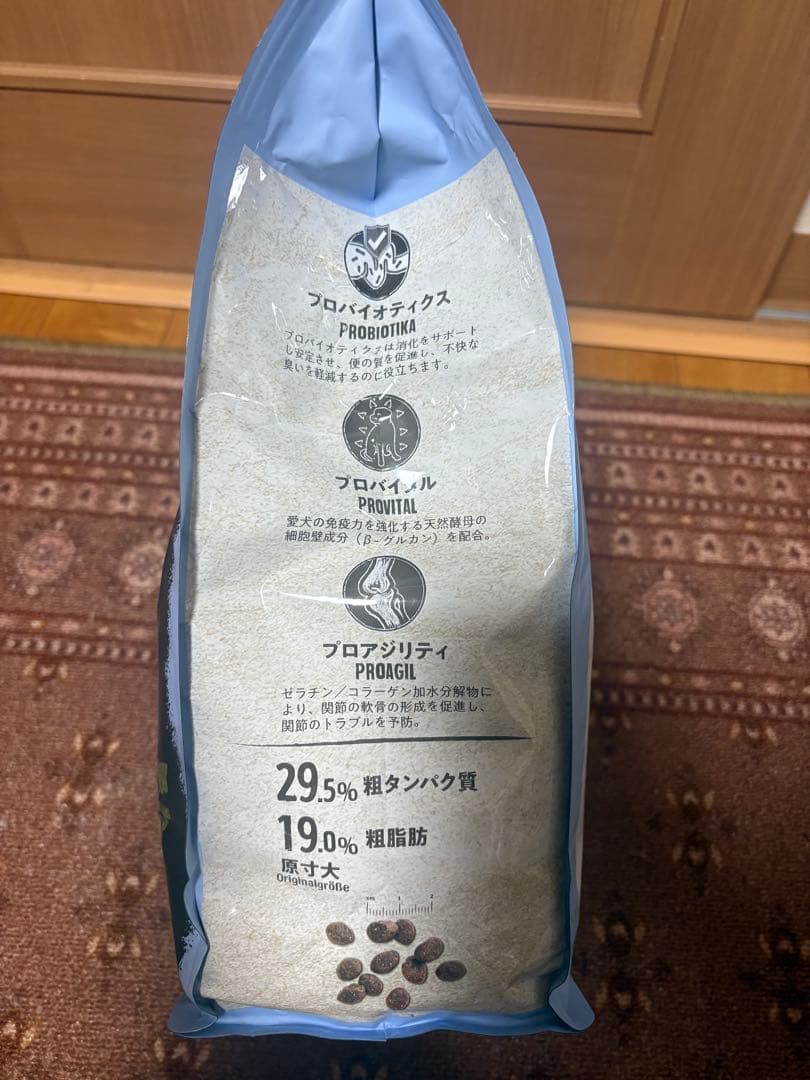 プロバイオティクス
PROBIOTIKA
プロバイオティクスは消化をサポート
し安定させ、便の質を促進し、不快な
臭いを軽減するのに役立ちます。
プロバイタル
PROVITAL
愛犬の免疫力を強化する天然酵母の
細胞壁成分（β-グルカン）を配合。
プロアジリティ
PROAGIL
ゼラチン／コラーゲン加水分解物に
より、関節の軟骨の形成を促進し、
関節のトラブルを予防。
29.5% 粗タンパク質
19.0% 粗脂肪
原寸大
Originalgröße
cm 1 2